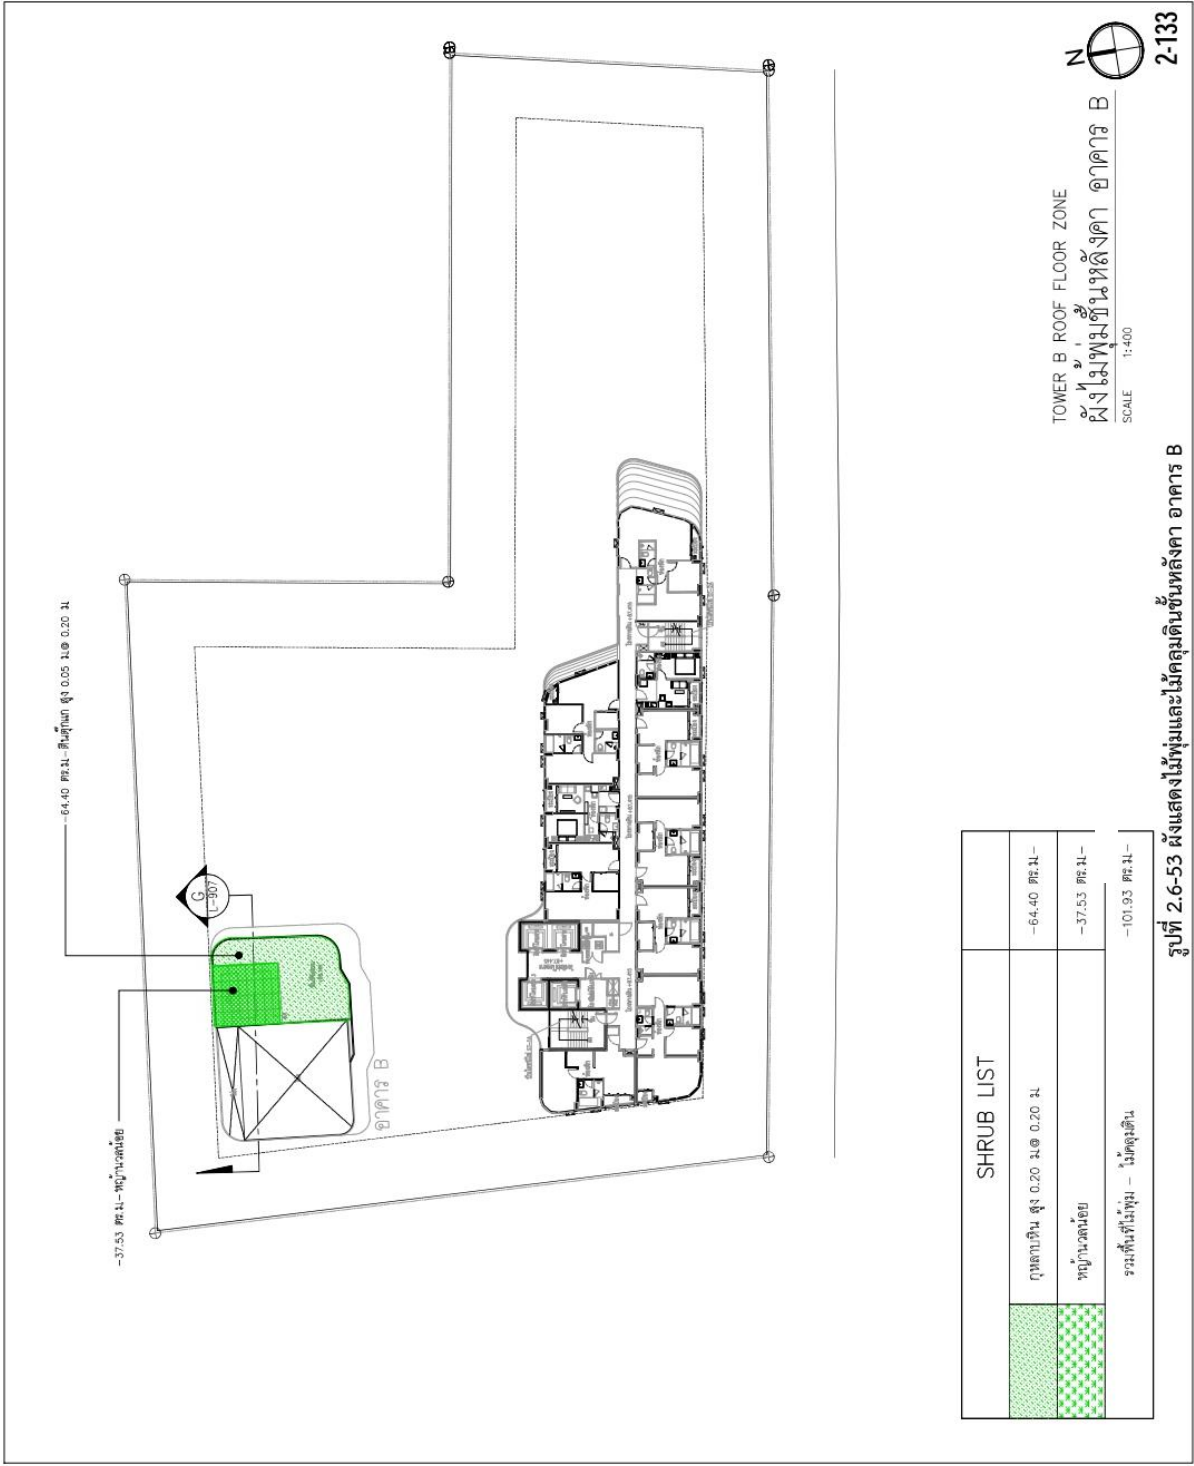 -64.40 ตร.ม-ตีนตุ๊กแก สูง 0.05 ม@ 0.20 ม
-37.53 ตร.ม-หญ้านวลน้อย
G
L-907
อาคาร B
N
TOWER B ROOF FLOOR ZONE
ผังไม้พุ่มชั้นหลังคา อาคาร B
SCALE 1:400
SHRUB LIST
กุหลาบหิน สูง 0.20 ม@ 0.20 ม -64.40 ตร.ม-
หญ้านวลน้อย -37.53 ตร.ม-
รวมพื้นที่ไม้พุ่ม - ไม้คลุมดิน -101.93 ตร.ม-
รูปที่ 2.6-53 ผังแสดงไม้พุ่มและไม้คลุมดินชั้นหลังคา อาคาร B
2-133